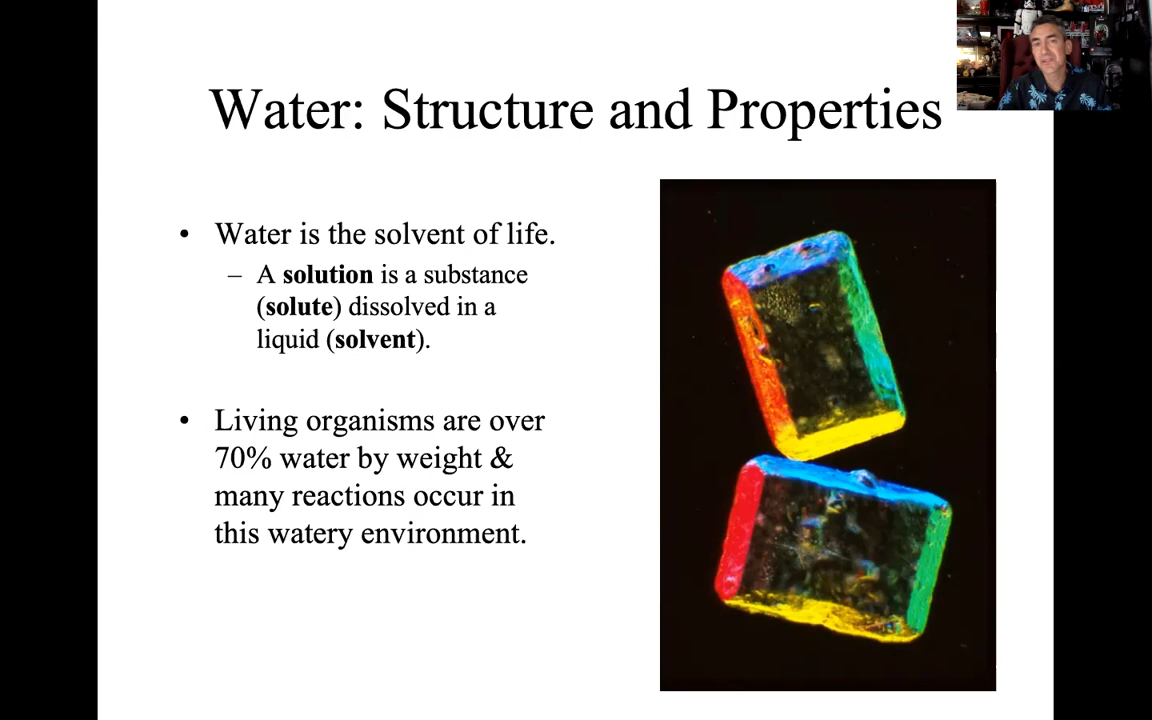 Water: Structure and Properties
• Water is the solvent of life.
– A solution is a substance
(solute) dissolved in a
liquid (solvent).
• Living organisms are over
70% water by weight &
many reactions occur in
this watery environment.